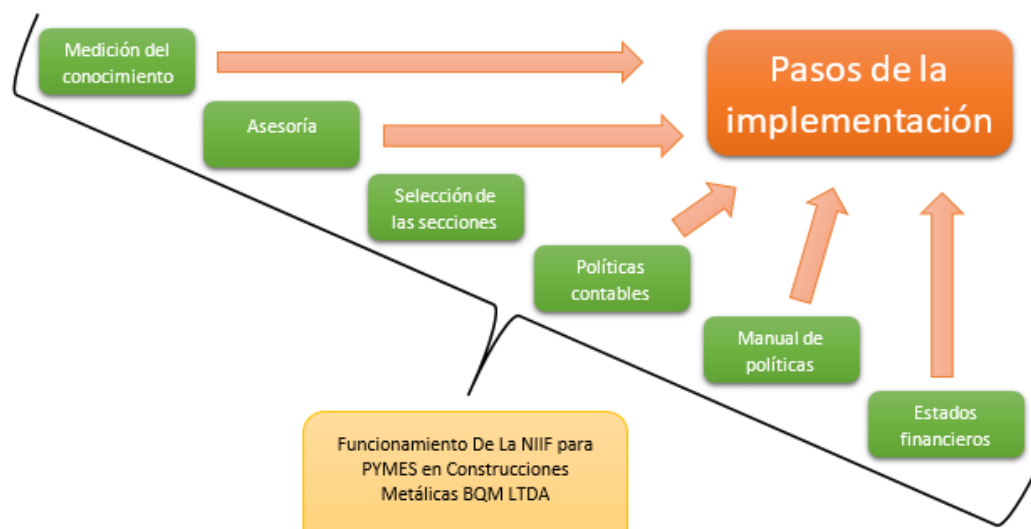 Medición del
conocimiento
Pasos de la
implementación
Asesoría
Selección de
las secciones
Políticas
contables
Manual de
políticas
Estados
financieros
Funcionamiento De La NIIF para
PYMES en Construcciones
Metálicas BQM LTDA